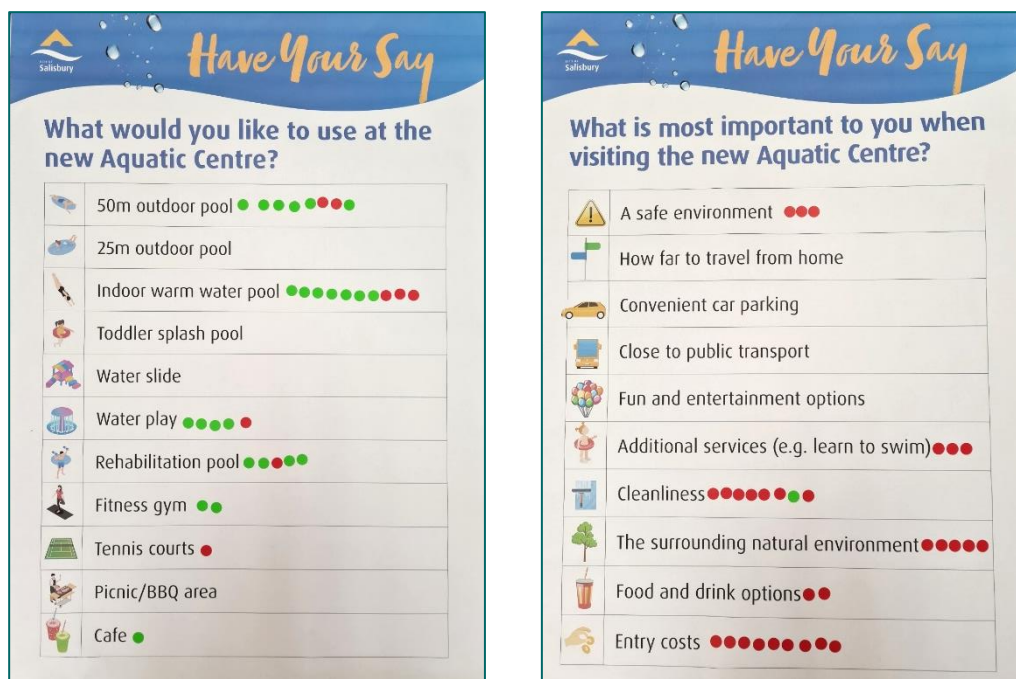 Salisbury
Have Your Say
What would you like to use at the
new Aquatic Centre?
50m outdoor pool
25m outdoor pool
Indoor warm water pool
Toddler splash pool
Water slide
Water play
Rehabilitation pool
Fitness gym
Tennis courts
Picnic/BBQ area
Cafe
Salisbury
Have Your Say
What is most important to you when
visiting the new Aquatic Centre?
A safe environment
How far to travel from home
Convenient car parking
Close to public transport
Fun and entertainment options
Additional services (e.g. learn to swim)
Cleanliness
The surrounding natural environment
Food and drink options
Entry costs